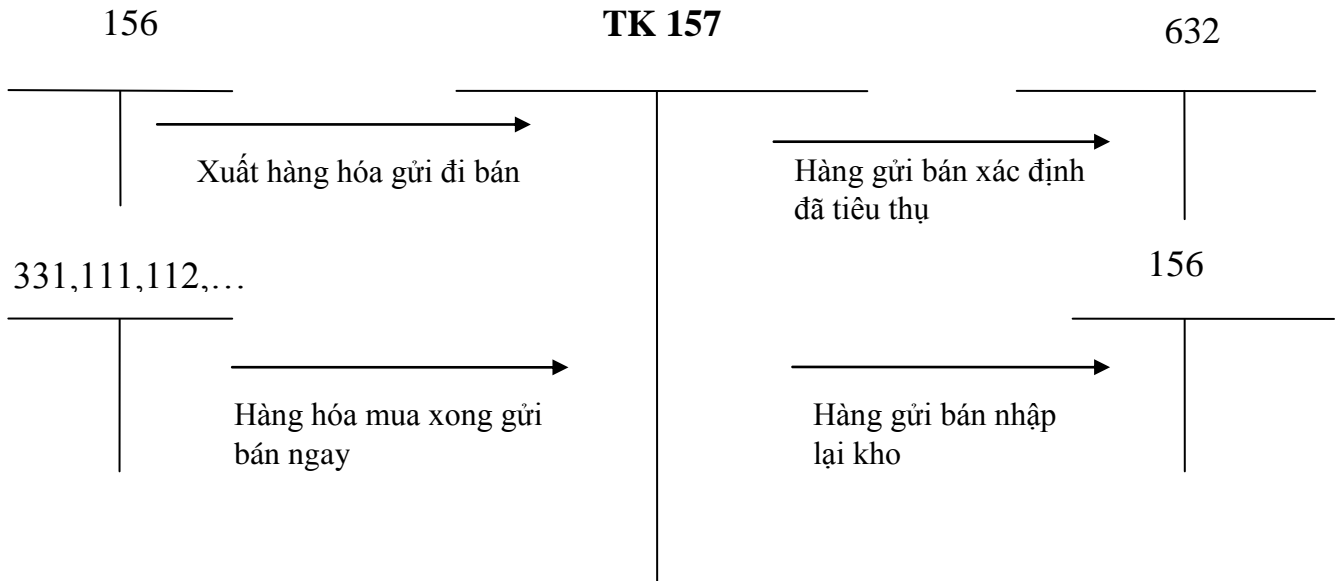 156
TK 157
632
Xuất hàng hóa gửi đi bán
Hàng gửi bán xác định
đã tiêu thụ
331,111,112,…
156
Hàng hóa mua xong gửi
bán ngay
Hàng gửi bán nhập
lại kho